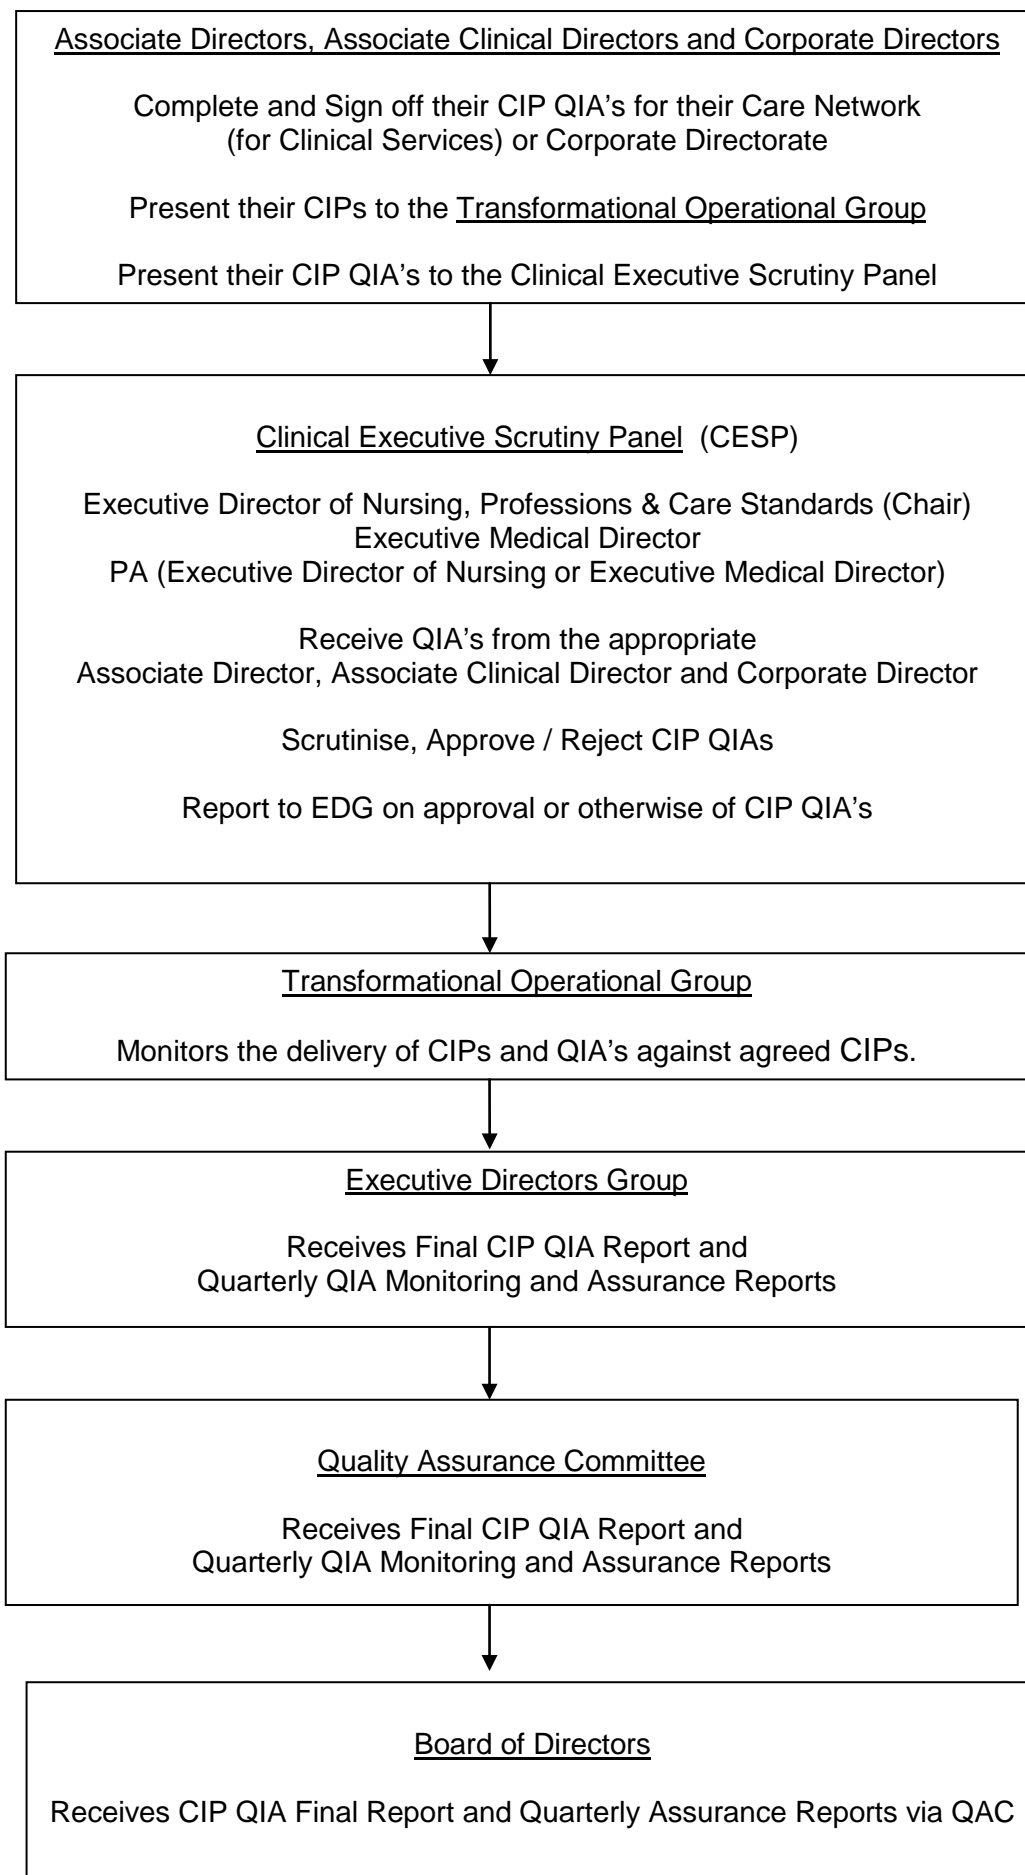 Associate Directors, Associate Clinical Directors and Corporate Directors
Complete and Sign off their CIP QIA’s for their Care Network
(for Clinical Services) or Corporate Directorate
Present their CIPs to the Transformational Operational Group
Present their CIP QIA’s to the Clinical Executive Scrutiny Panel
Clinical Executive Scrutiny Panel (CESP)
Executive Director of Nursing, Professions & Care Standards (Chair)
Executive Medical Director
PA (Executive Director of Nursing or Executive Medical Director)
Receive QIA’s from the appropriate
Associate Director, Associate Clinical Director and Corporate Director
Scrutinise, Approve / Reject CIP QIAs
Report to EDG on approval or otherwise of CIP QIA’s
Transformational Operational Group
Monitors the delivery of CIPs and QIA’s against agreed CIPs.
Executive Directors Group
Receives Final CIP QIA Report and
Quarterly QIA Monitoring and Assurance Reports
Quality Assurance Committee
Receives Final CIP QIA Report and
Quarterly QIA Monitoring and Assurance Reports
Board of Directors
Receives CIP QIA Final Report and Quarterly Assurance Reports via QAC